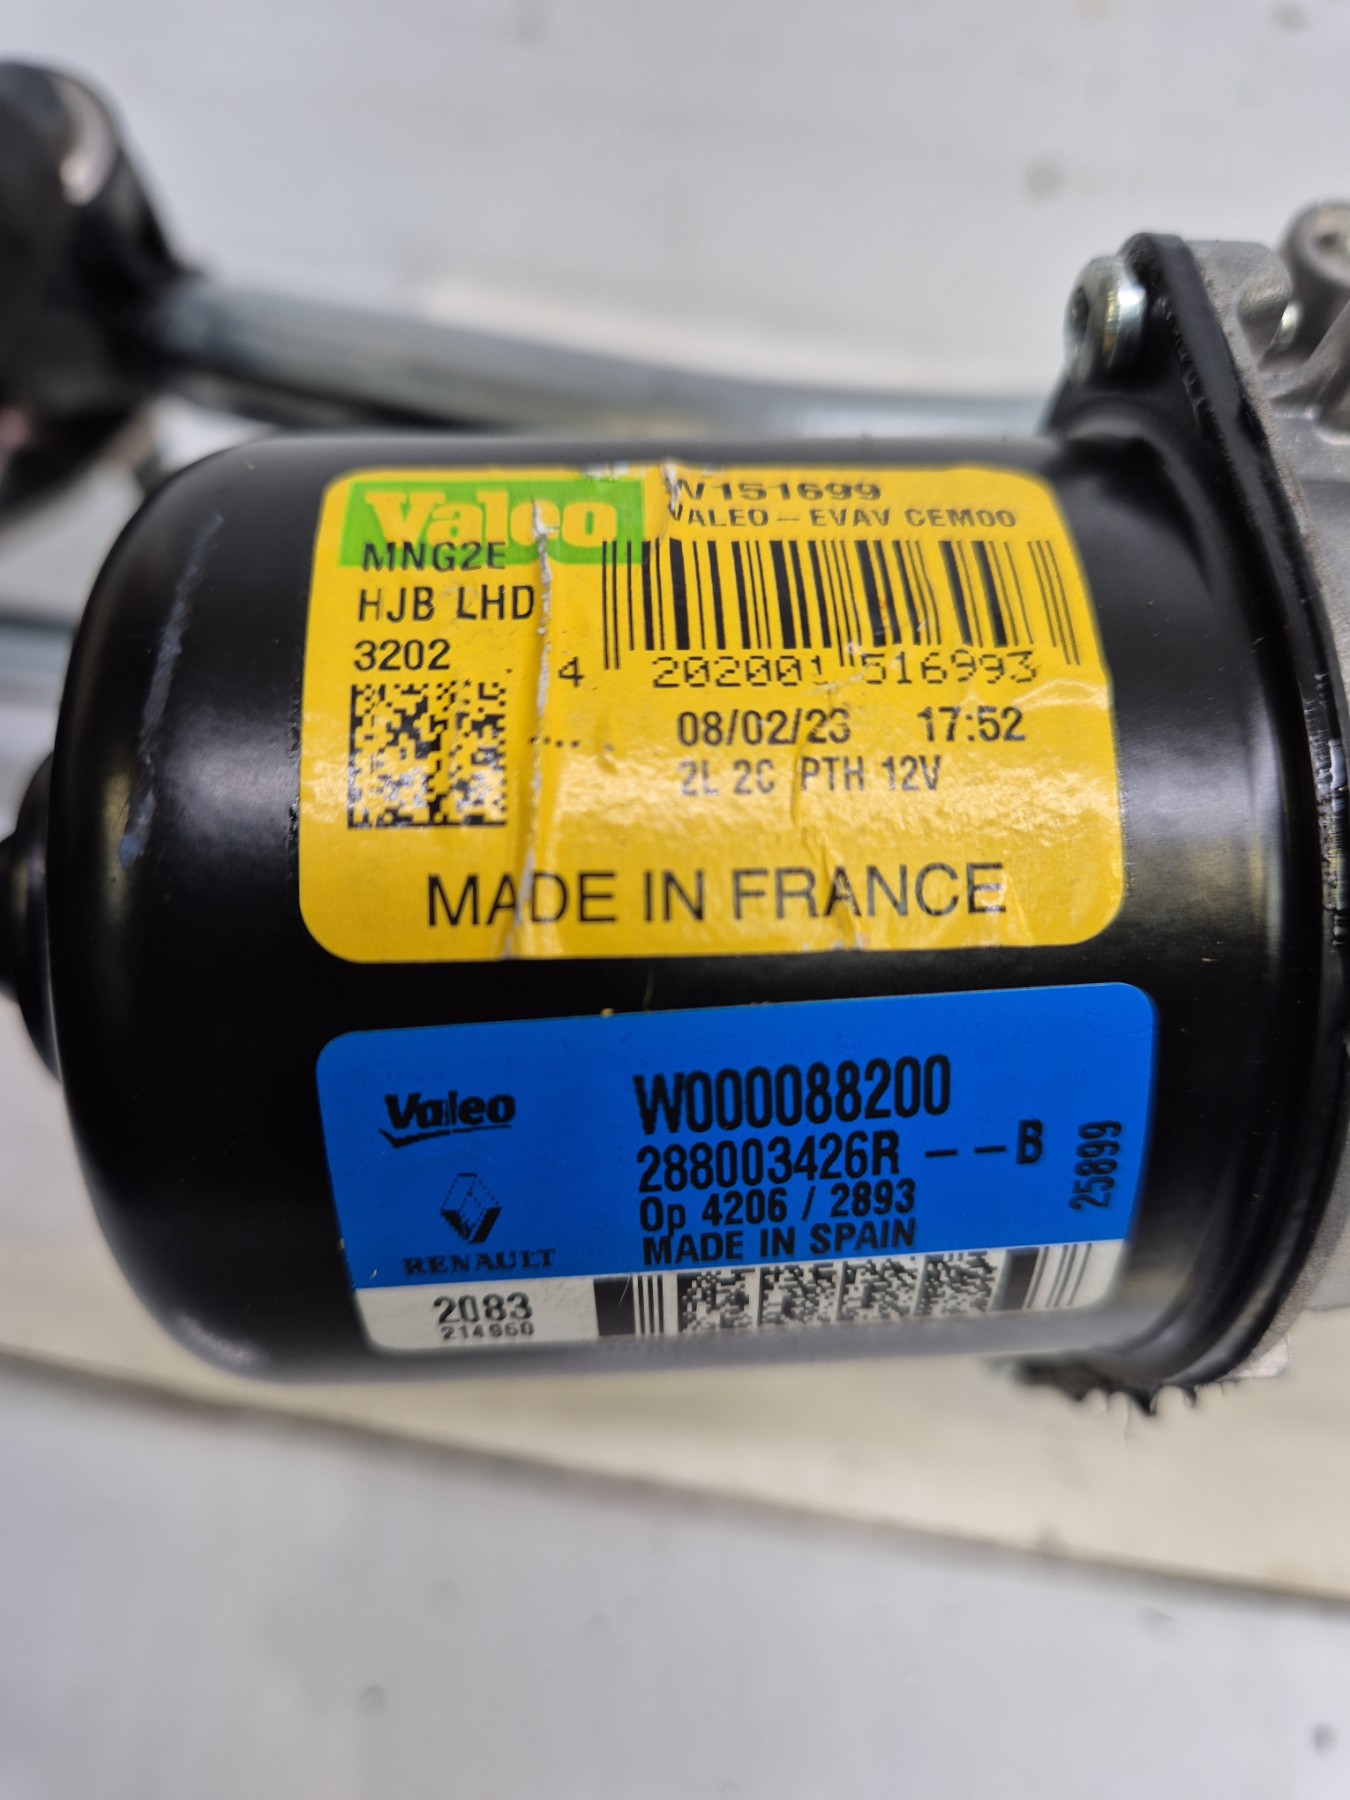 Valeo
W151699
VALEO - EVAV CEM00
MNG2E
HJB LHD
3202
4 202001 516993
08/02/23 17:52
2L 2C PTH 12V
MADE IN FRANCE
Valeo
W000088200
288003426R - - B
Op 4206 / 2893
MADE IN SPAIN
25899
RENAULT
2083
214960